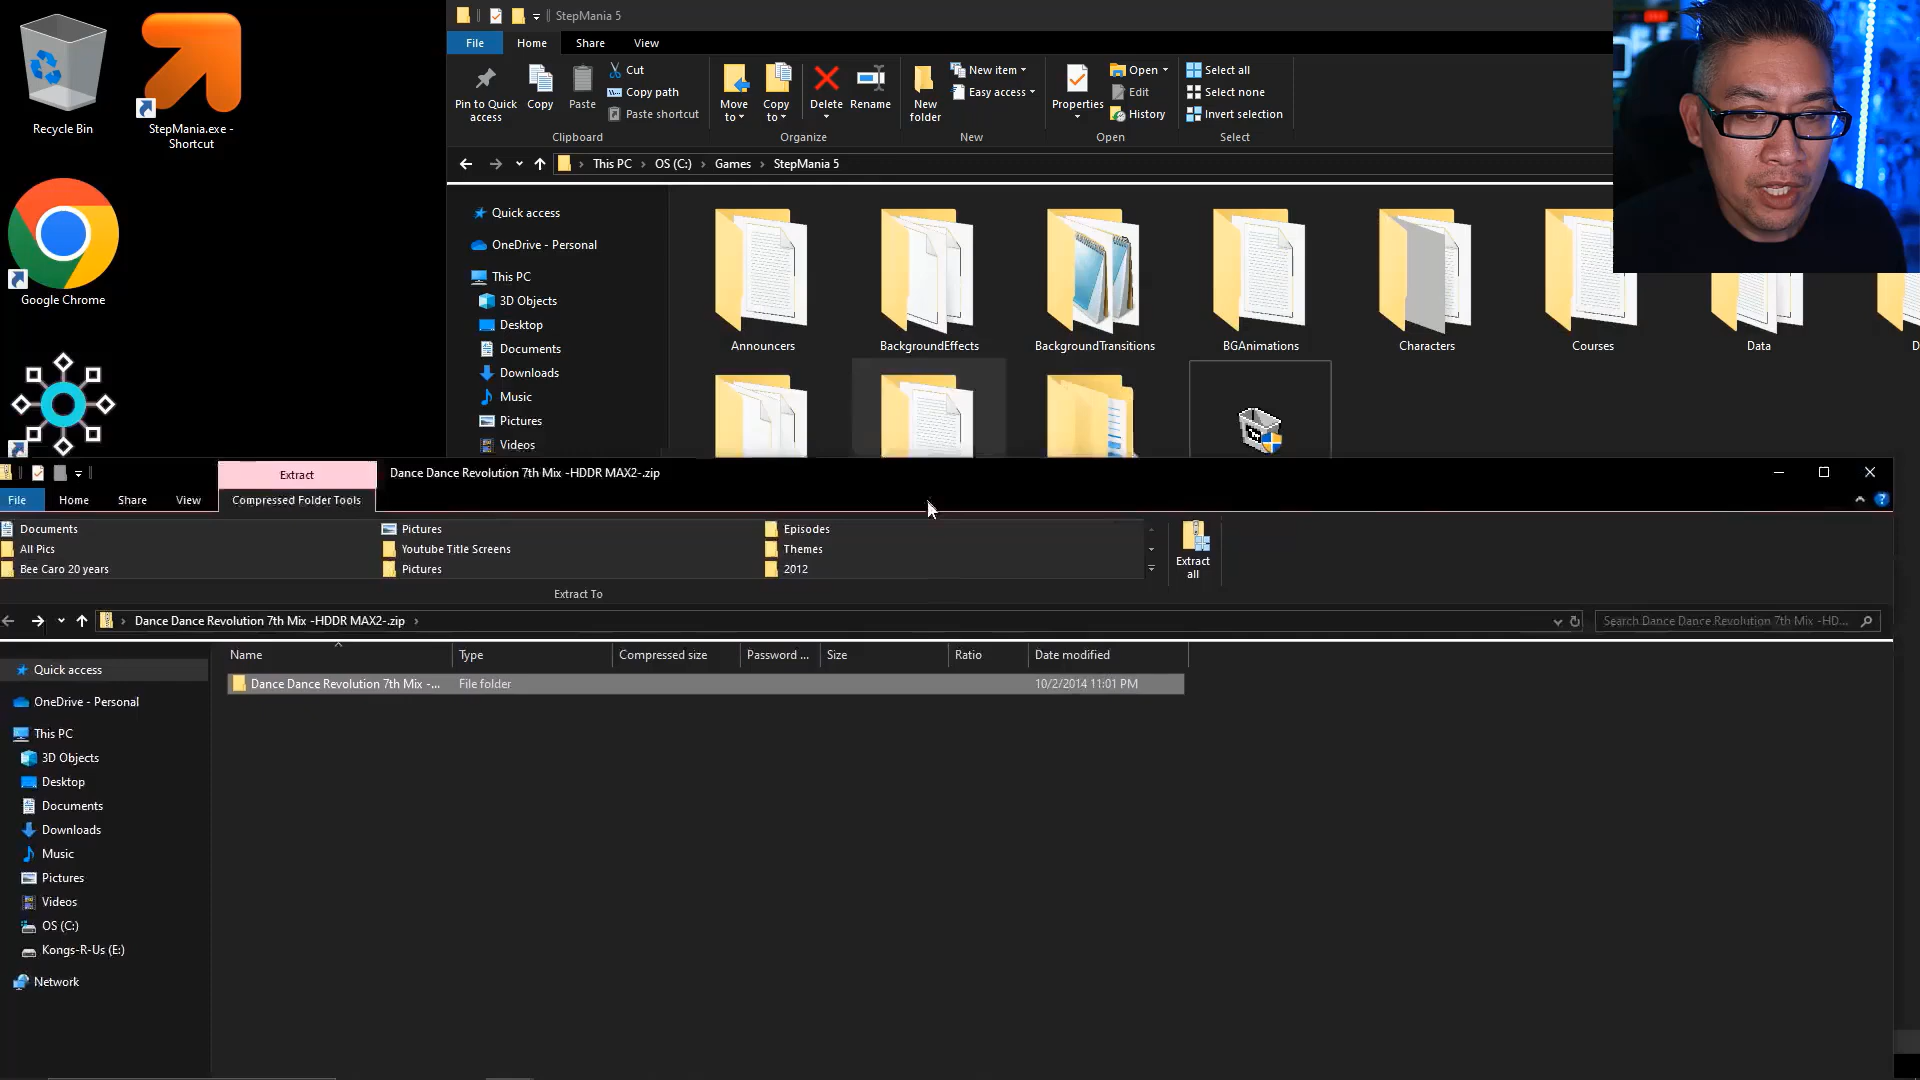 Recycle Bin
StepMania.exe -
Shortcut
Google Chrome
StepMania 5
File
Home
Share
View
Pin to Quick
access
Copy
Paste
Cut
Copy path
Paste shortcut
Clipboard
Move
to
Copy
to
Delete
Rename
Organize
New
folder
New item
Easy access
New
Properties
Open
Edit
History
Open
Select all
Select none
Invert selection
Select
This PC
OS (C:)
Games
StepMania 5
Quick access
OneDrive - Personal
This PC
3D Objects
Desktop
Documents
Downloads
Music
Pictures
Videos
Announcers
BackgroundEffects
BackgroundTransitions
BGAnimations
Characters
Courses
Data
D
Extract
Dance Dance Revolution 7th Mix -HDDR MAX2-.zip
File
Home
Share
View
Compressed Folder Tools
Documents
All Pics
Bee Caro 20 years
Pictures
Youtube Title Screens
Pictures
Episodes
Themes
2012
Extract
all
Extract To
Dance Dance Revolution 7th Mix -HDDR MAX2-.zip
Search Dance Dance Revolution 7th Mix -HD...
Name
Type
Compressed size
Password ...
Size
Ratio
Date modified
Dance Dance Revolution 7th Mix -...
File folder
10/2/2014 11:01 PM
Quick access
OneDrive - Personal
This PC
3D Objects
Desktop
Documents
Downloads
Music
Pictures
Videos
OS (C:)
Kongs-R-Us (E:)
Network